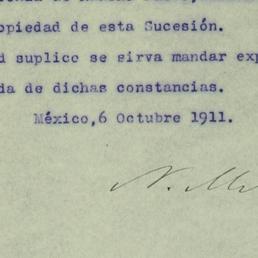 opiedad de esta Sucesión.
d suplico se sirva mandar exp
da de dichas constancias.
México,6 Octubre 1911.